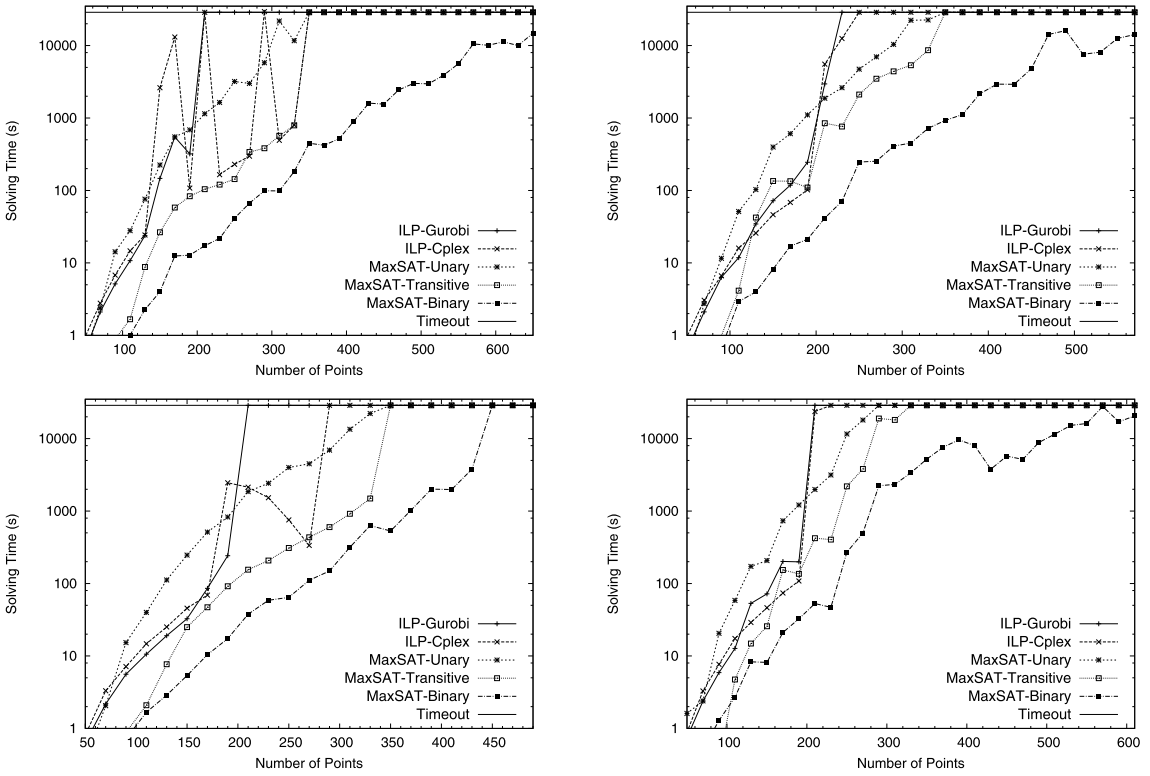 Solving Time (s)
10000
1000
100
10
1
ILP-Gurobi
ILP-Cplex
MaxSAT-Unary
MaxSAT-Transitive
MaxSAT-Binary
Timeout
100 200 300 400 500 600
Number of Points
Solving Time (s)
10000
1000
100
10
1
ILP-Gurobi
ILP-Cplex
MaxSAT-Unary
MaxSAT-Transitive
MaxSAT-Binary
Timeout
100 200 300 400 500
Number of Points
Solving Time (s)
10000
1000
100
10
1
ILP-Gurobi
ILP-Cplex
MaxSAT-Unary
MaxSAT-Transitive
MaxSAT-Binary
Timeout
50 100 150 200 250 300 350 400 450
Number of Points
Solving Time (s)
10000
1000
100
10
1
ILP-Gurobi
ILP-Cplex
MaxSAT-Unary
MaxSAT-Transitive
MaxSAT-Binary
Timeout
100 200 300 400 500 600
Number of Points